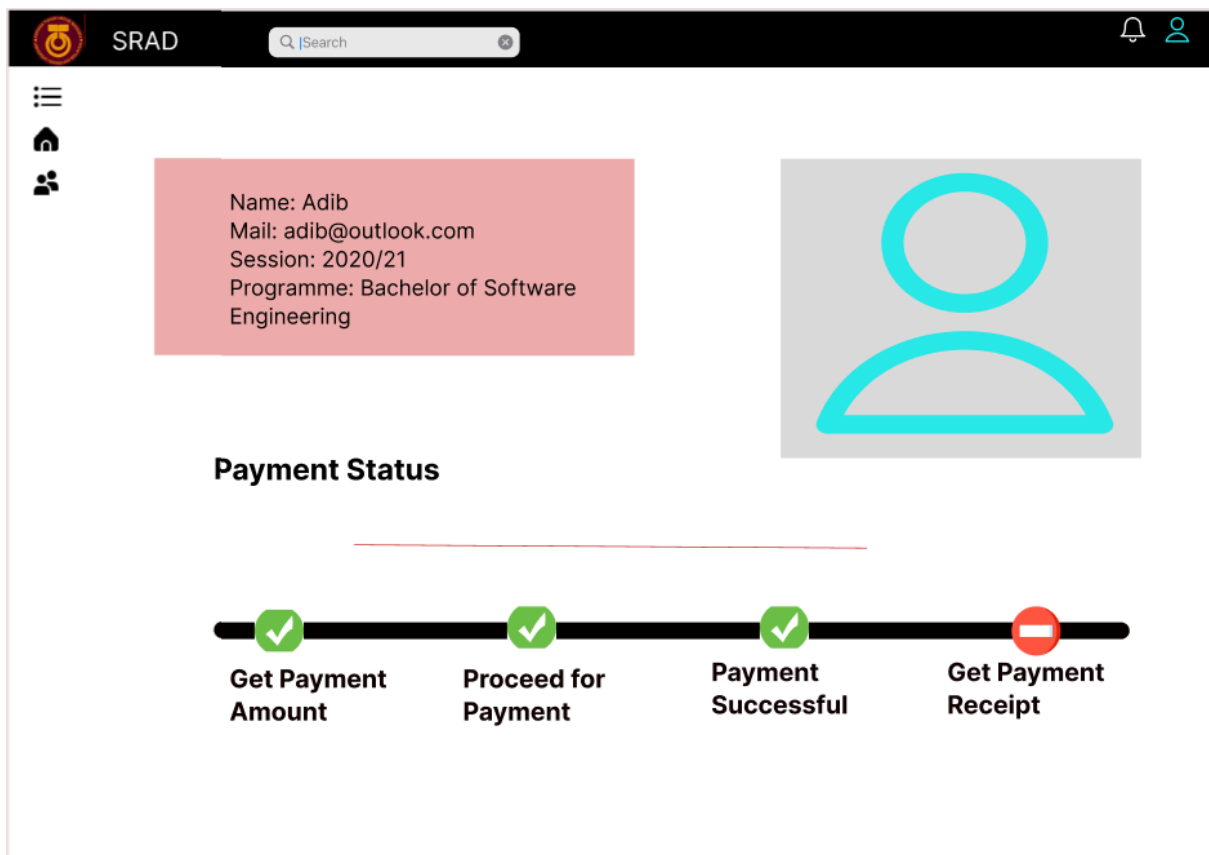 SRAD
Search
Name: Adib
Mail: adib@outlook.com
Session: 2020/21
Programme: Bachelor of Software
Engineering
Payment Status
Get Payment
Amount
Proceed for
Payment
Payment
Successful
Get Payment
Receipt